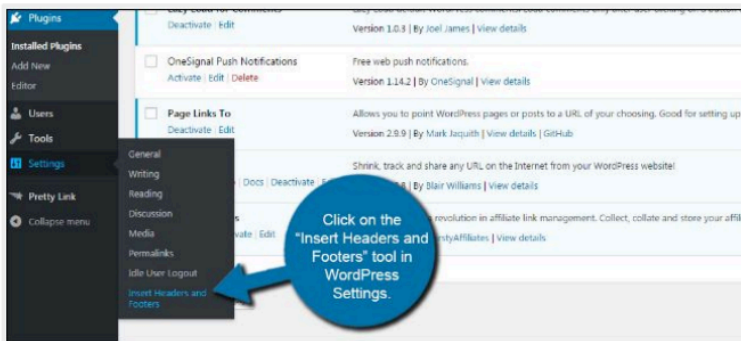 Plugins
Installed Plugins
Add New
Editor
Users
Tools
Settings
Pretty Link
Collapse menu
General
Writing
Reading
Discussion
Media
Permalinks
Idle User Logout
Insert Headers and
Footers
Lazy Load for Comments
Deactivate | Edit
Version 1.0.3 | By Joel James | View details
OneSignal Push Notifications
Activate | Edit | Delete
Free web push notifications.
Version 1.14.2 | By OneSignal | View details
Page Links To
Deactivate | Edit
Allows you to point WordPress pages or posts to a URL of your choosing. Good for setting up
Version 2.9.9 | By Mark Jaquith | View details | GitHub
| Docs | Deactivate |
Shrink, track and share any URL on the Internet from your WordPress website!
| By Blair Williams | View details
| Edit
revolution in affiliate link management. Collect, collate and store your
| View details
Click on the
"Insert Headers and
Footers" tool in
WordPress
Settings.